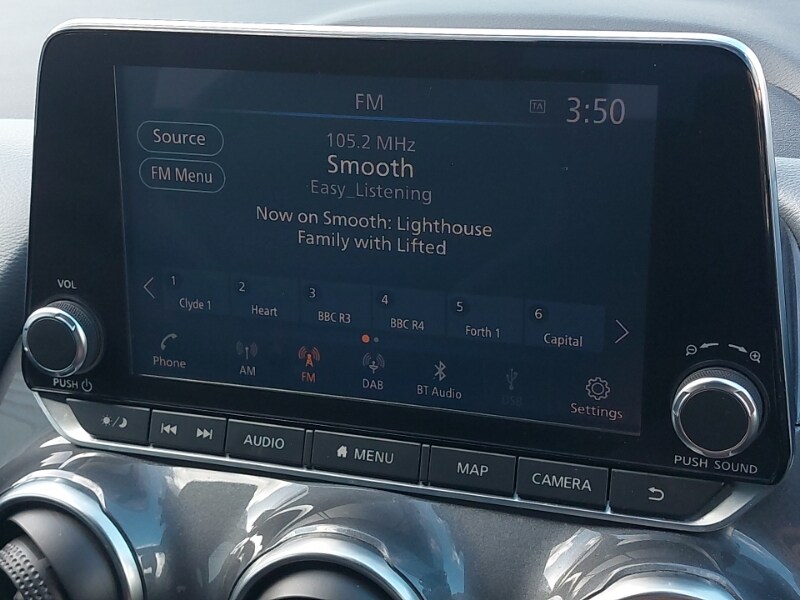 FM
TA
3:50
Source
FM Menu
105.2 MHz
Smooth
Easy_Listening
Now on Smooth: Lighthouse
Family with Lifted
1 Clyde 1
2 Heart
3 BBC R3
4 BBC R4
5 Forth 1
6 Capital
Phone
AM
FM
DAB
BT Audio
USB
Settings
VOL
PUSH
PUSH SOUND
AUDIO
MENU
MAP
CAMERA